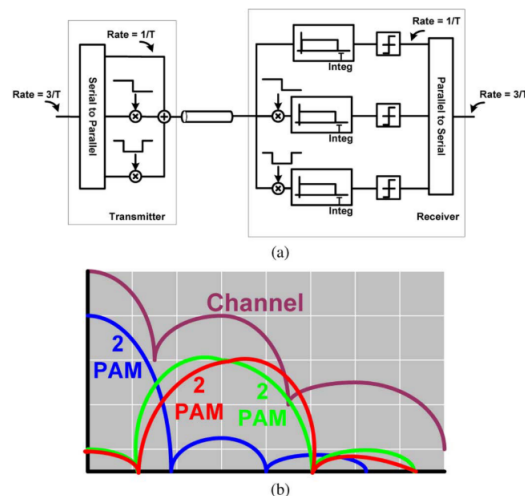 Rate = 1/T
Rate = 1/T
Rate = 3/T
Rate = 3/T
Serial to Parallel
Parallel to Serial
T
Integ
T
Integ
T
Integ
Transmitter
Receiver
(a)
Channel
2
PAM
2
PAM
2
PAM
(b)